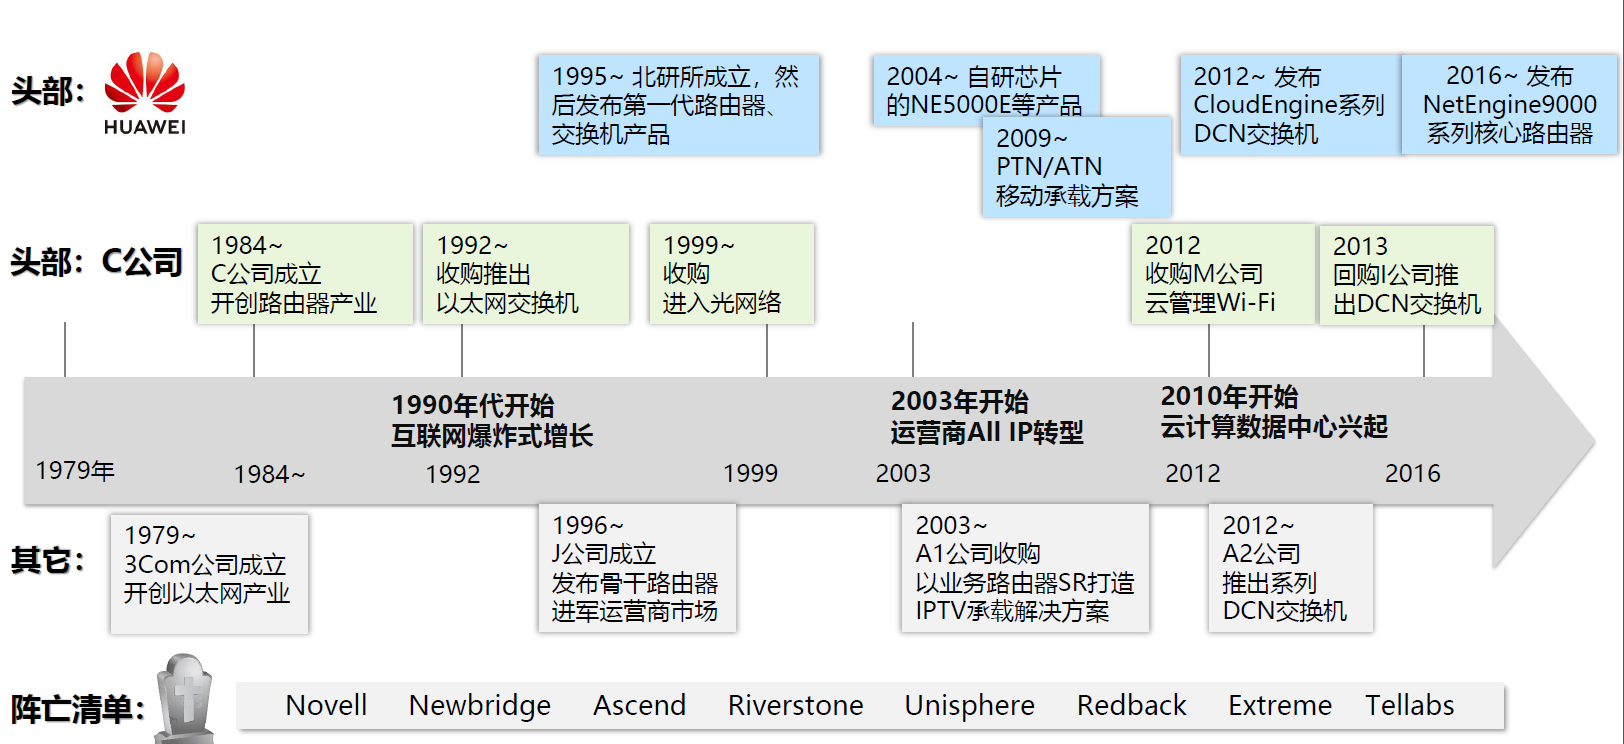 头部：
HUAWEI
1995~ 北研所成立，然
后发布第一代路由器、
交换机产品
2004~ 自研芯片
的NE5000E等产品
2009~
PTN/ATN
移动承载方案
2012~ 发布
CloudEngine系列
DCN交换机
2016~ 发布
NetEngine9000
系列核心路由器
头部：C公司
1984~
C公司成立
开创路由器产业
1992~
收购推出
以太网交换机
1999~
收购
进入光网络
2012
收购M公司
云管理Wi-Fi
2013
回购I公司推
出DCN交换机
1990年代开始
互联网爆炸式增长
2003年开始
运营商All IP转型
2010年开始
云计算数据中心兴起
1979年
1984~
1992
1999
2003
2012
2016
其它：
1979~
3Com公司成立
开创以太网产业
1996~
J公司成立
发布骨干路由器
进军运营商市场
2003~
A1公司收购
以业务路由器SR打造
IPTV承载解决方案
2012~
A2公司
推出系列
DCN交换机
阵亡清单：
Novell Newbridge Ascend Riverstone Unisphere Redback Extreme Tellabs